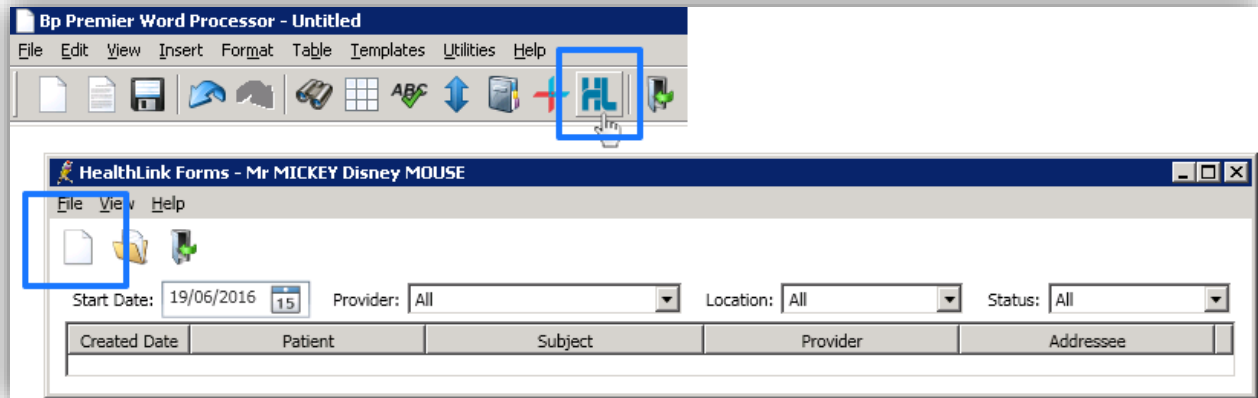 Bp Premier Word Processor - Untitled
File Edit View Insert Format Table Templates Utilities Help
ABC HL
HealthLink Forms - Mr MICKEY Disney MOUSE
File View Help
Start Date: 19/06/2016 15 Provider: All Location: All Status: All
Created Date Patient Subject Provider Addressee